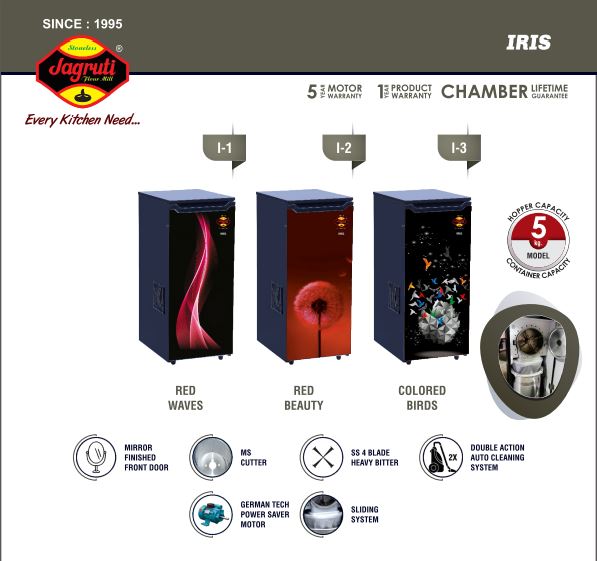 SINCE : 1995
Stoneless
Jagruti
Flour Mill
®
Every Kitchen Need...
IRIS
5 YEAR MOTOR WARRANTY
1 YEAR PRODUCT WARRANTY
CHAMBER LIFETIME GUARANTEE
I-1
I-2
I-3
HOPPER CAPACITY
5
kg.
MODEL
CONTAINER CAPACITY
RED
WAVES
RED
BEAUTY
COLORED
BIRDS
MIRROR
FINISHED
FRONT DOOR
MS
CUTTER
SS 4 BLADE
HEAVY BITTER
2X
DOUBLE ACTION
AUTO CLEANING
SYSTEM
GERMAN TECH
POWER SAVER
MOTOR
SLIDING
SYSTEM